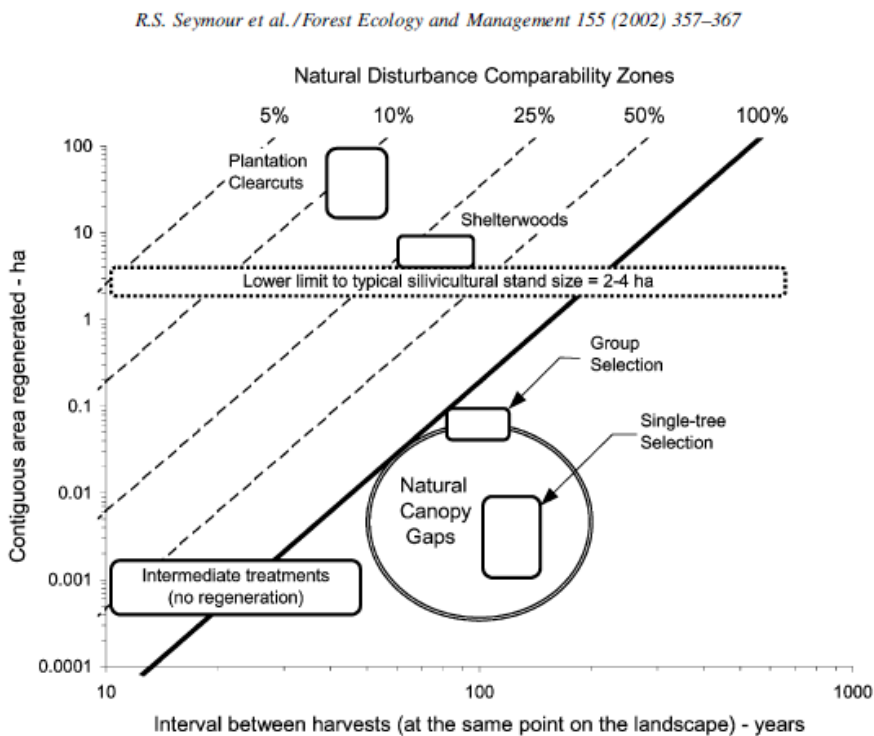 R.S. Seymour et al. / Forest Ecology and Management 155 (2002) 357–367
Natural Disturbance Comparability Zones
5% 10% 25% 50% 100%
Plantation
Clearcuts
Shelterwoods
Lower limit to typical silivicultural stand size = 2-4 ha
Group
Selection
Single-tree
Selection
Natural
Canopy
Gaps
Intermediate treatments
(no regeneration)
Contiguous area regenerated - ha
100
10
1
0.1
0.01
0.001
0.0001
10 100 1000
Interval between harvests (at the same point on the landscape) - years